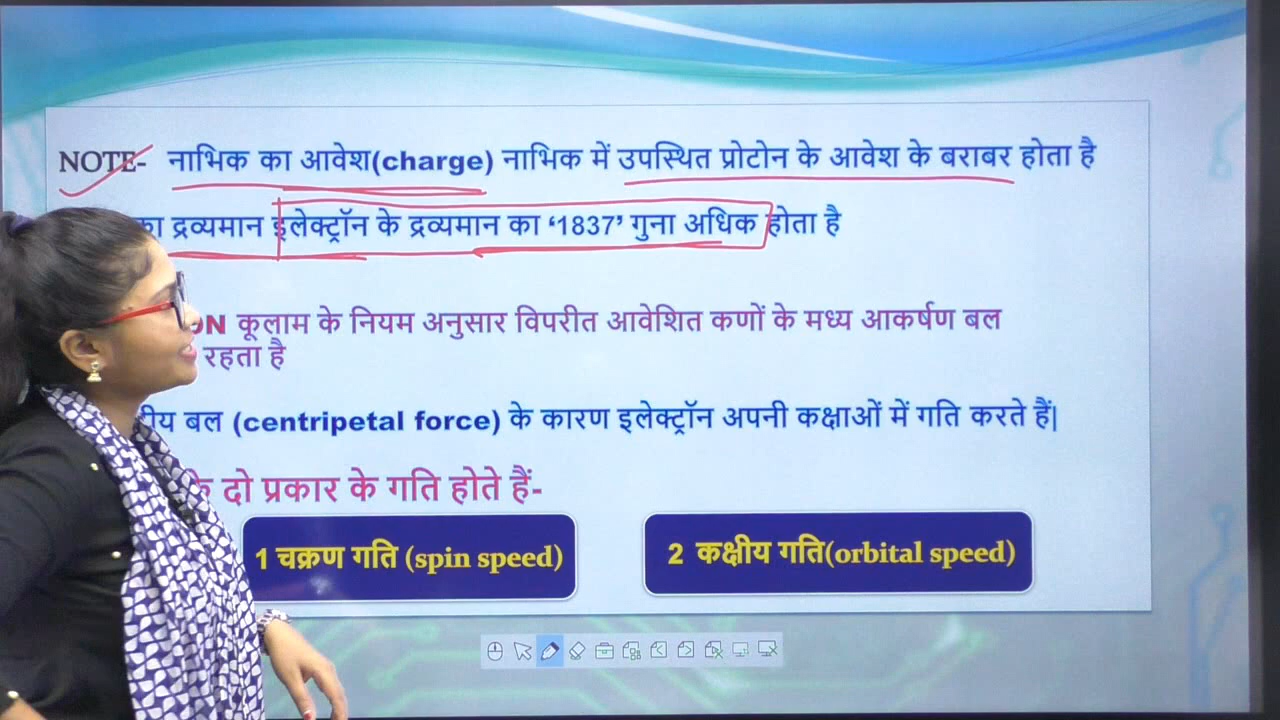 NOTE- नाभिक का आवेश(charge) नाभिक में उपस्थित प्रोटोन के आवेश के बराबर होता है
का द्रव्यमान इलेक्ट्रॉन के द्रव्यमान का ‘1837’ गुना अधिक होता है
कूलाम के नियम अनुसार विपरीत आवेशित कणों के मध्य आकर्षण बल
रहता है
बल (centripetal force) के कारण इलेक्ट्रॉन अपनी कक्षाओं में गति करते हैं|
के दो प्रकार के गति होते हैं-
1 चक्रण गति (spin speed)
2 कक्षीय गति(orbital speed)